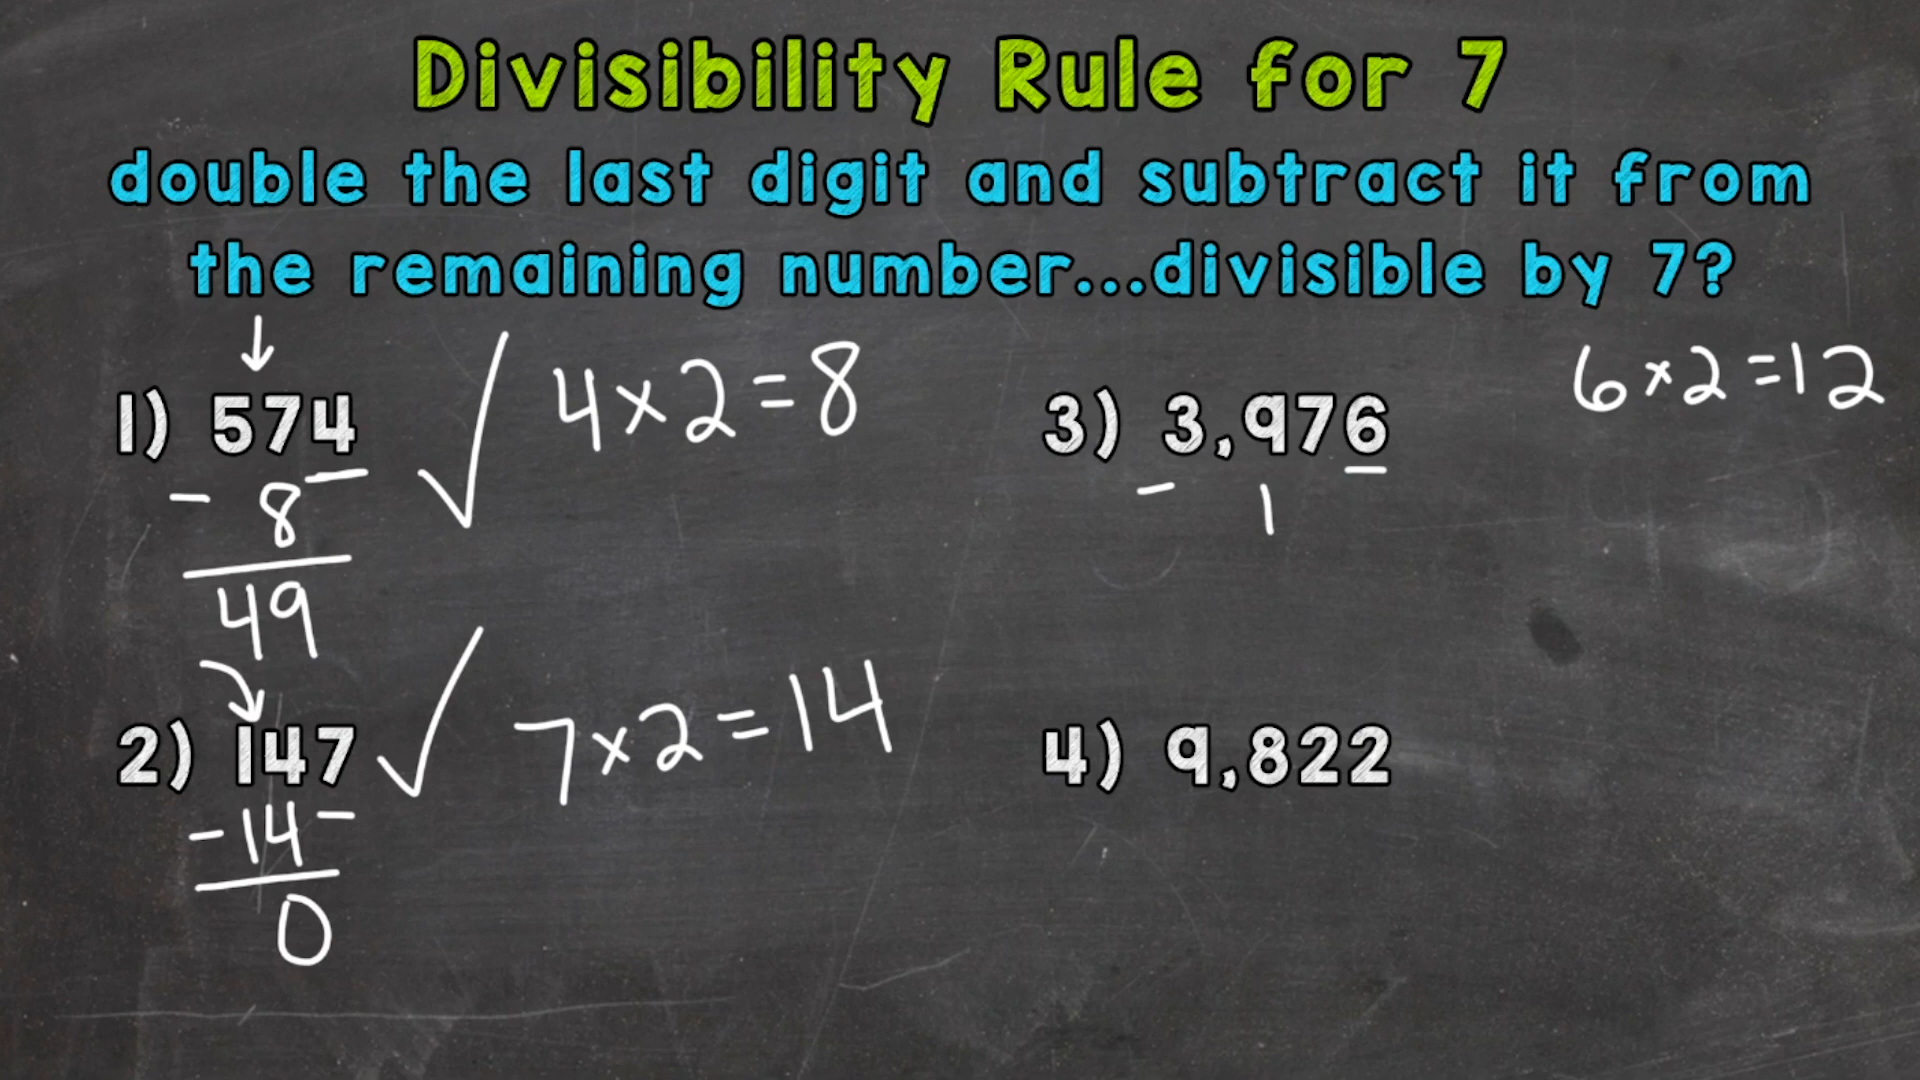 Divisibility Rule for 7
double the last digit and subtract it from
the remaining number...divisible by 7?
1) 574
- 8
49
4 x 2 = 8
2) 147
- 14
0
7 x 2 = 14
3) 3,976
- 1
6 x 2 = 12
4) 9,822